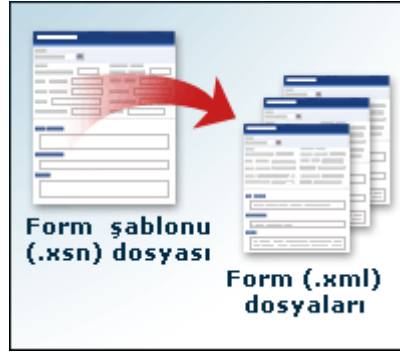 Form şablonu
(.xsn) dosyası
Form (.xml)
dosyaları